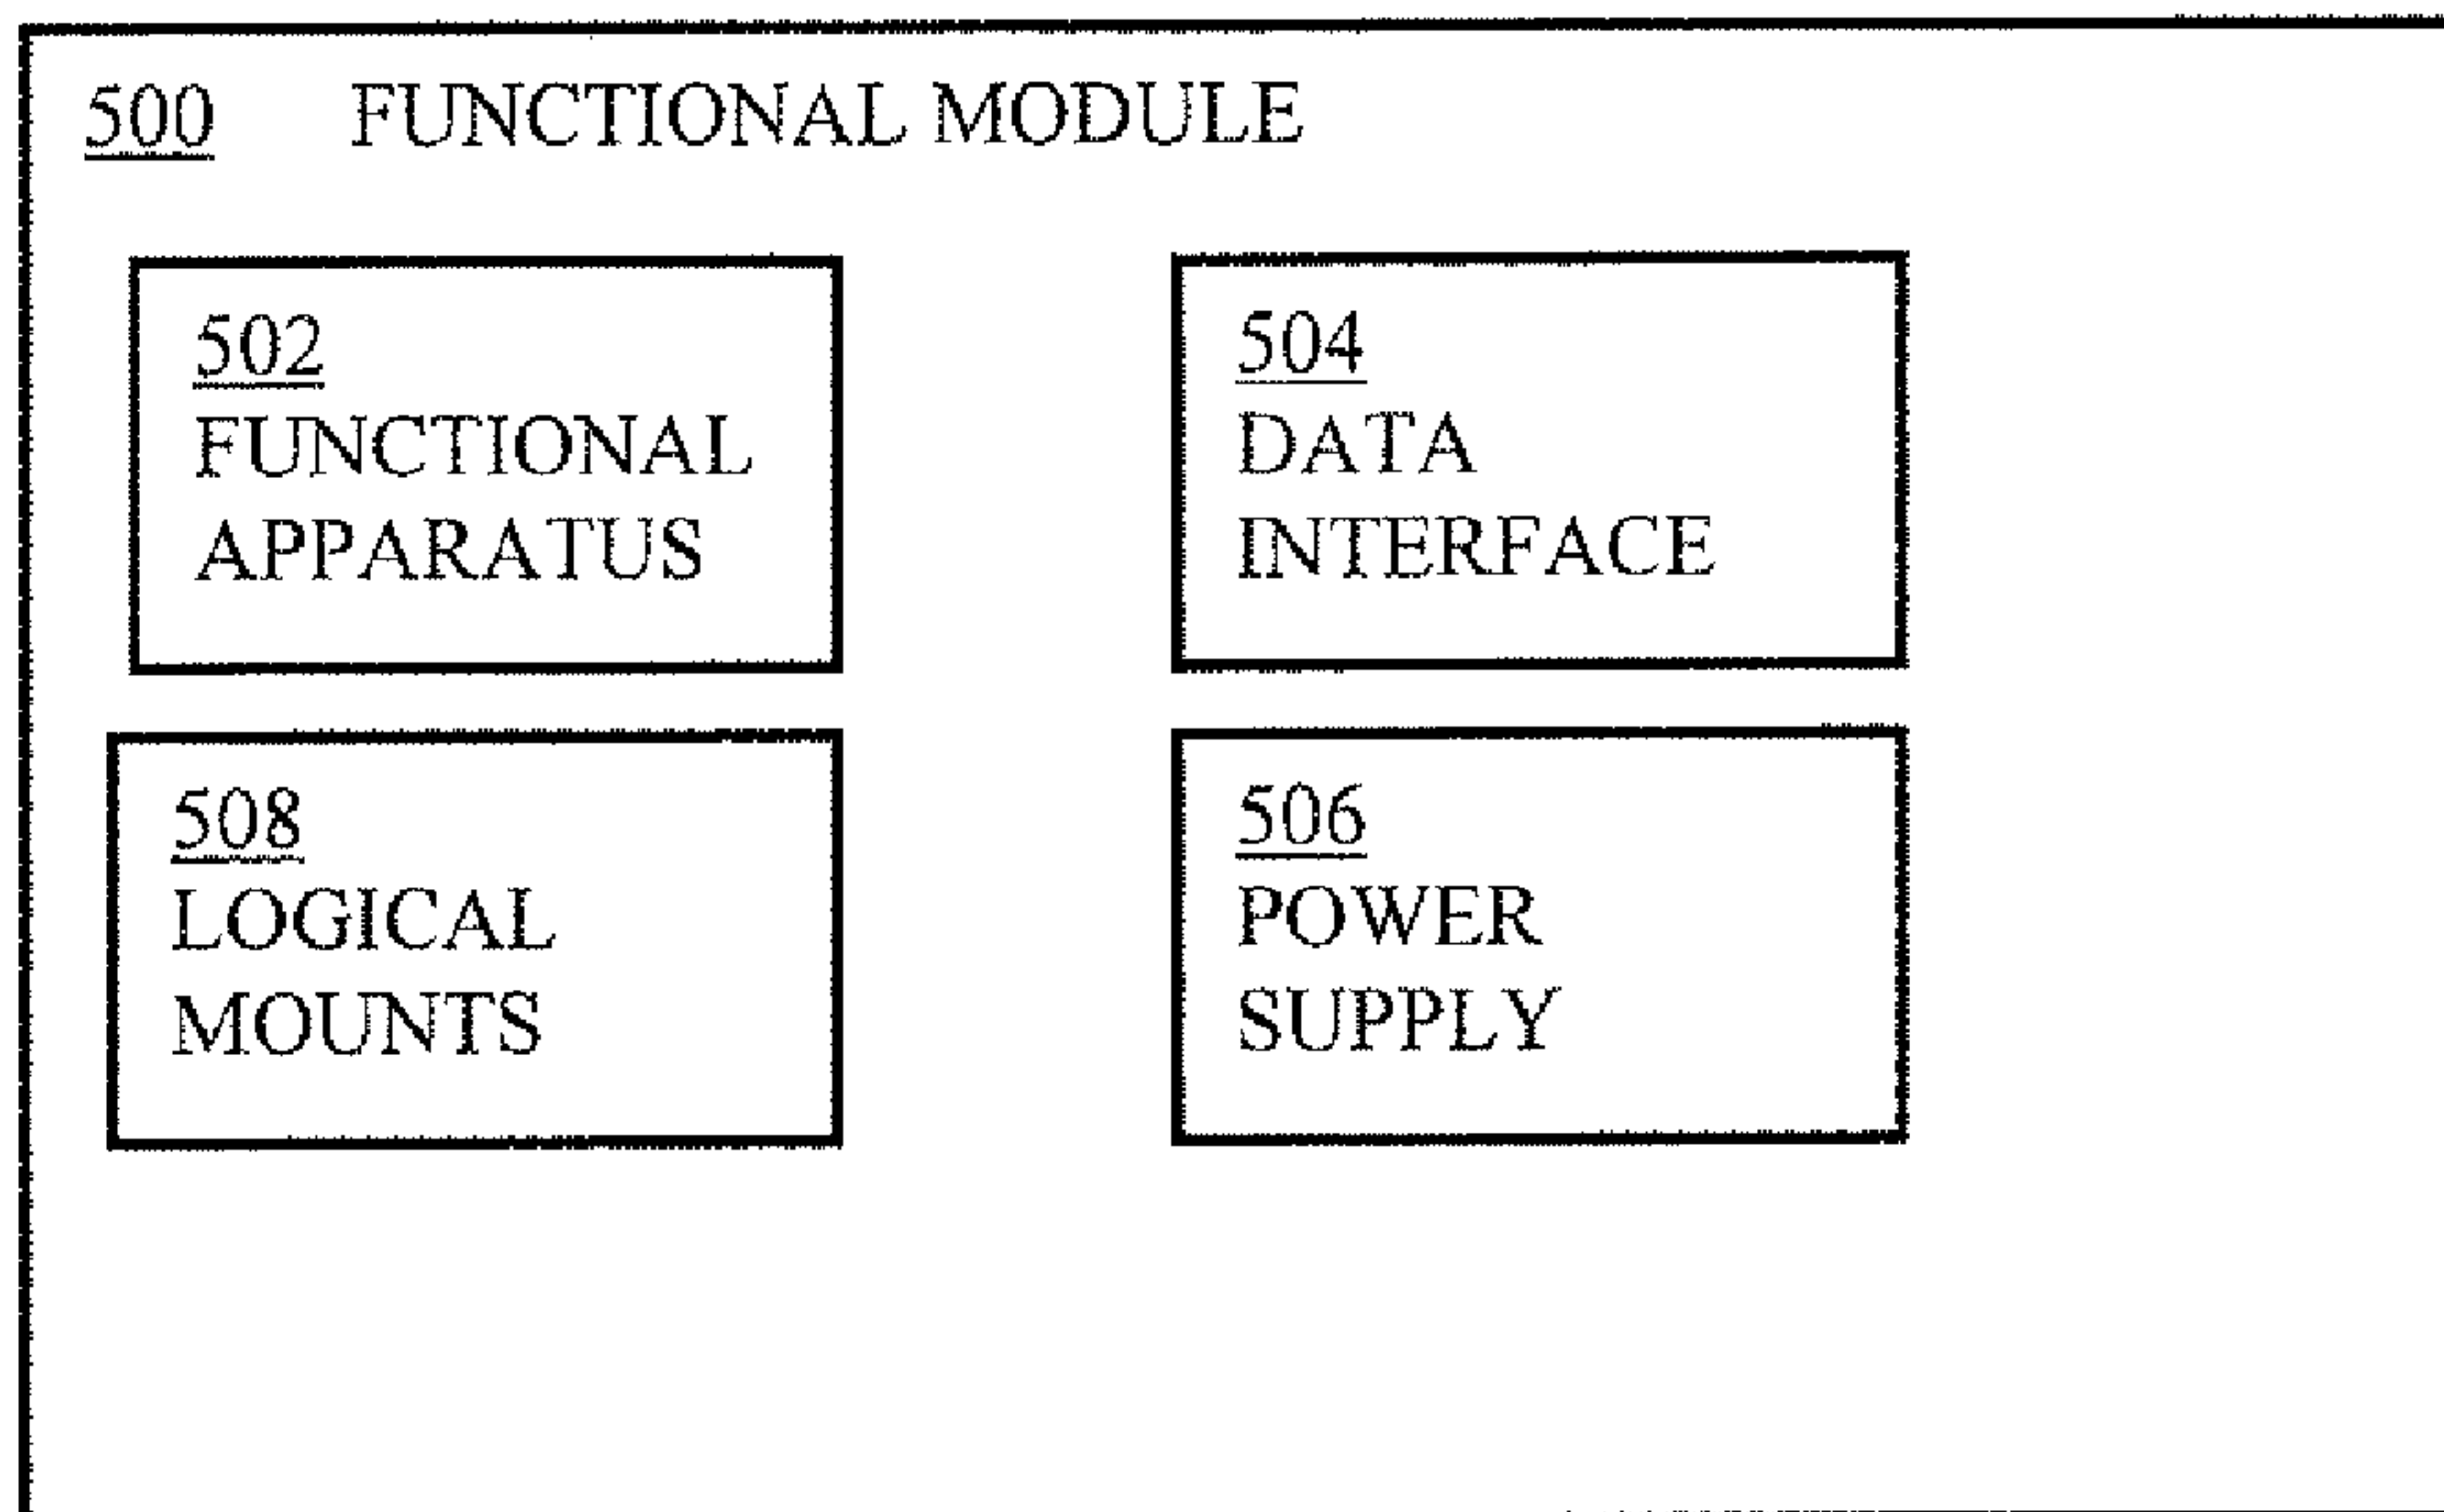 500 FUNCTIONAL MODULE
502
FUNCTIONAL
APPARATUS
504
DATA
INTERFACE
508
LOGICAL
MOUNTS
506
POWER
SUPPLY